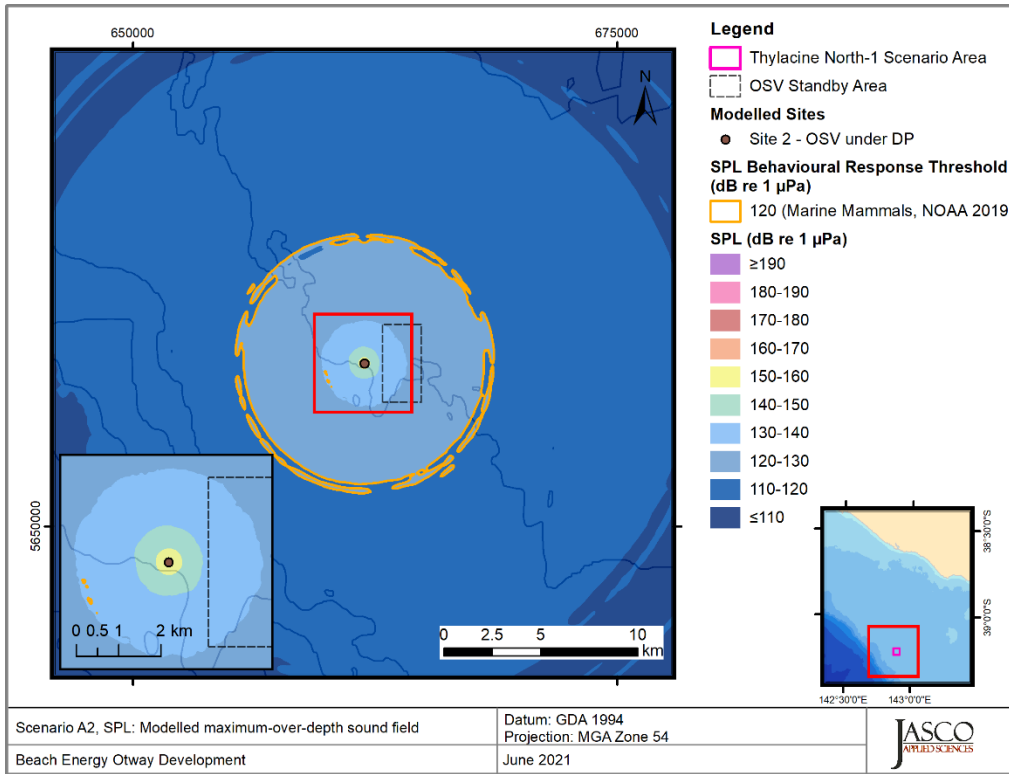 650000
675000
5650000
N
0 0.5 1 2 km
0 2.5 5 10
km
Legend
Thylacine North-1 Scenario Area
OSV Standby Area
Modelled Sites
Site 2 - OSV under DP
SPL Behavioural Response Threshold
(dB re 1 µPa)
120 (Marine Mammals, NOAA 2019
SPL (dB re 1 µPa)
≥190
180-190
170-180
160-170
150-160
140-150
130-140
120-130
110-120
≤110
38°30'0"S
39°0'0"S
142°30'0"E 143°0'0"E
Scenario A2, SPL: Modelled maximum-over-depth sound field
Datum: GDA 1994
Projection: MGA Zone 54
Beach Energy Otway Development
June 2021
JASCO
APPLIED SCIENCES